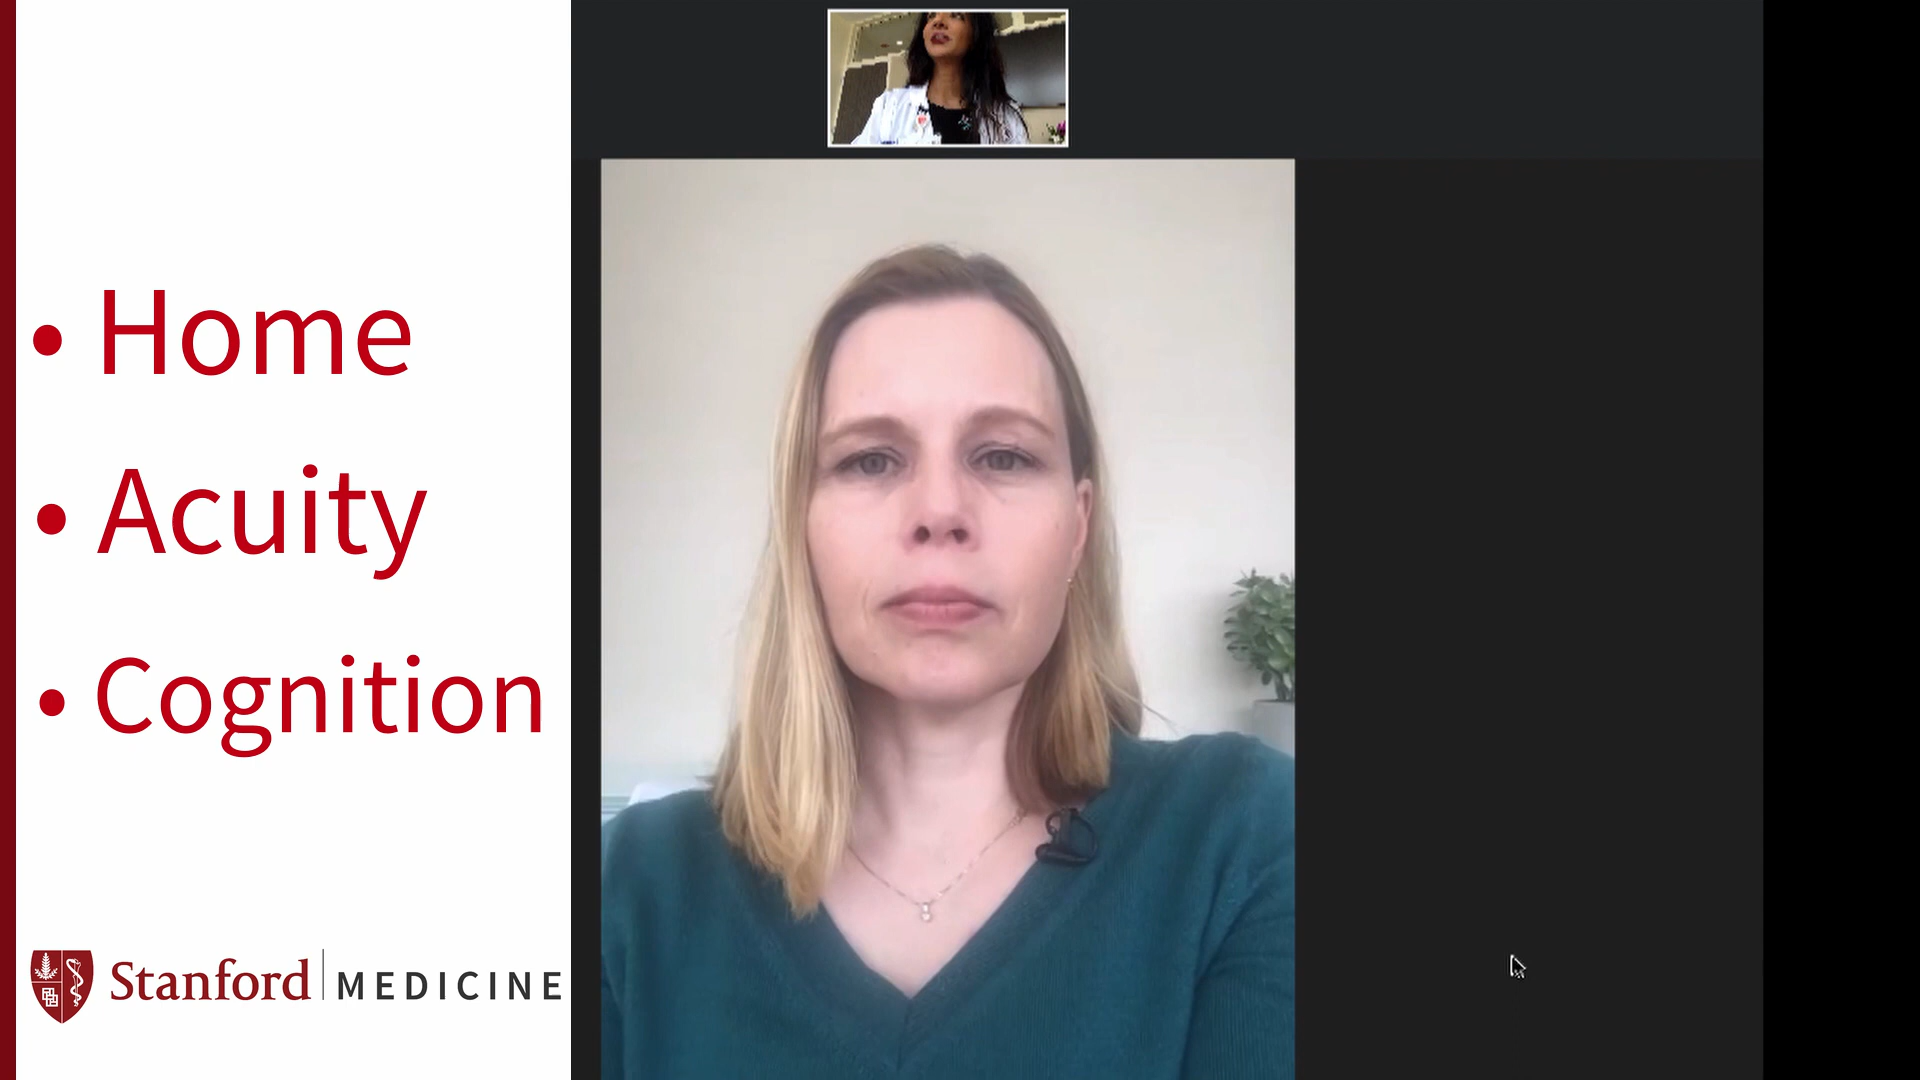 • Home
• Acuity
• Cognition
Stanford | MEDICINE